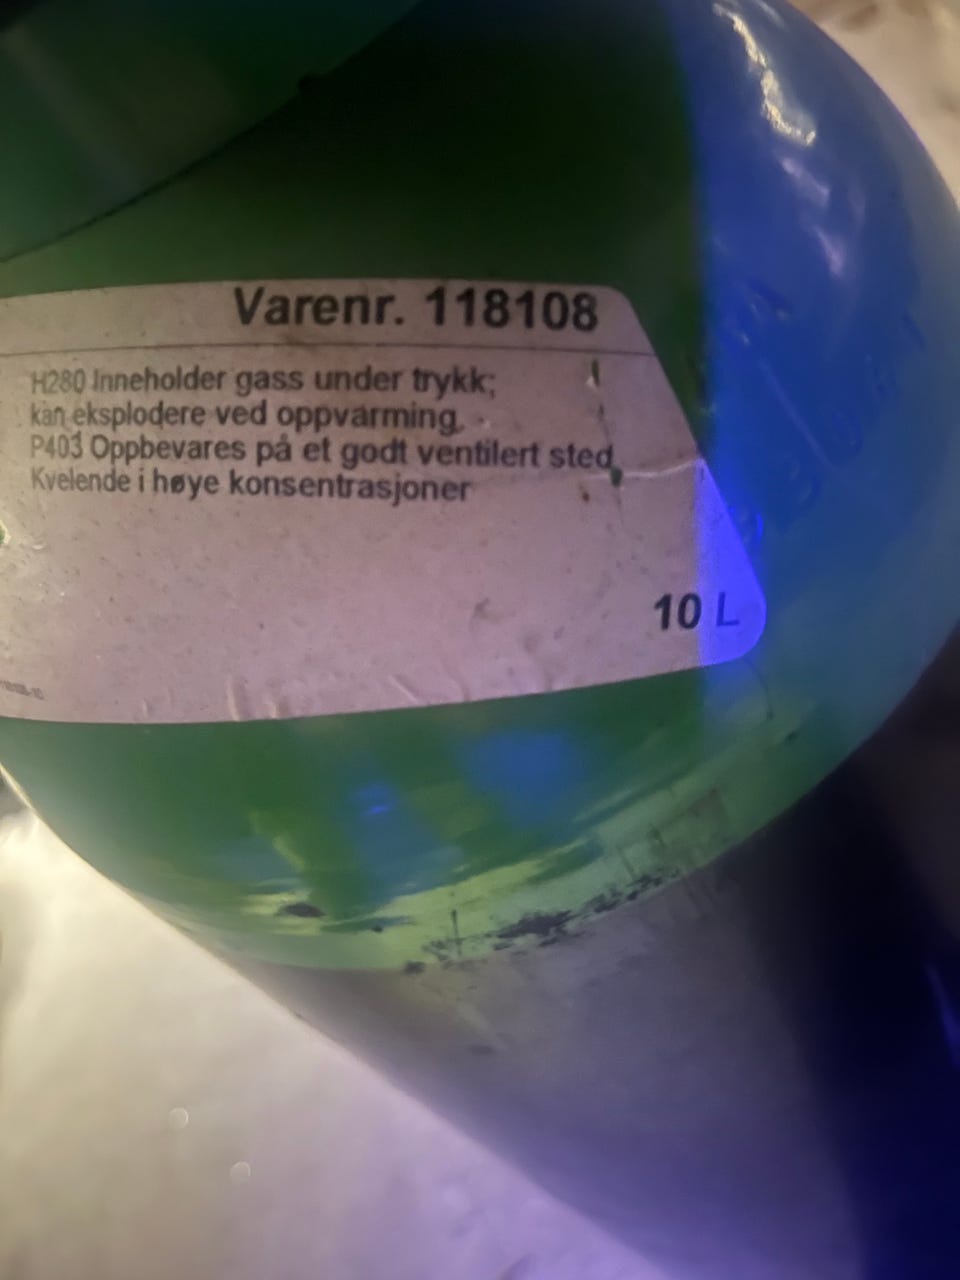 Varenr. 118108
H280 Inneholder gass under trykk;
kan eksplodere ved oppvarming.
P403 Oppbevares på et godt ventilert sted
Kvelende i høye konsentrasjoner
10 L